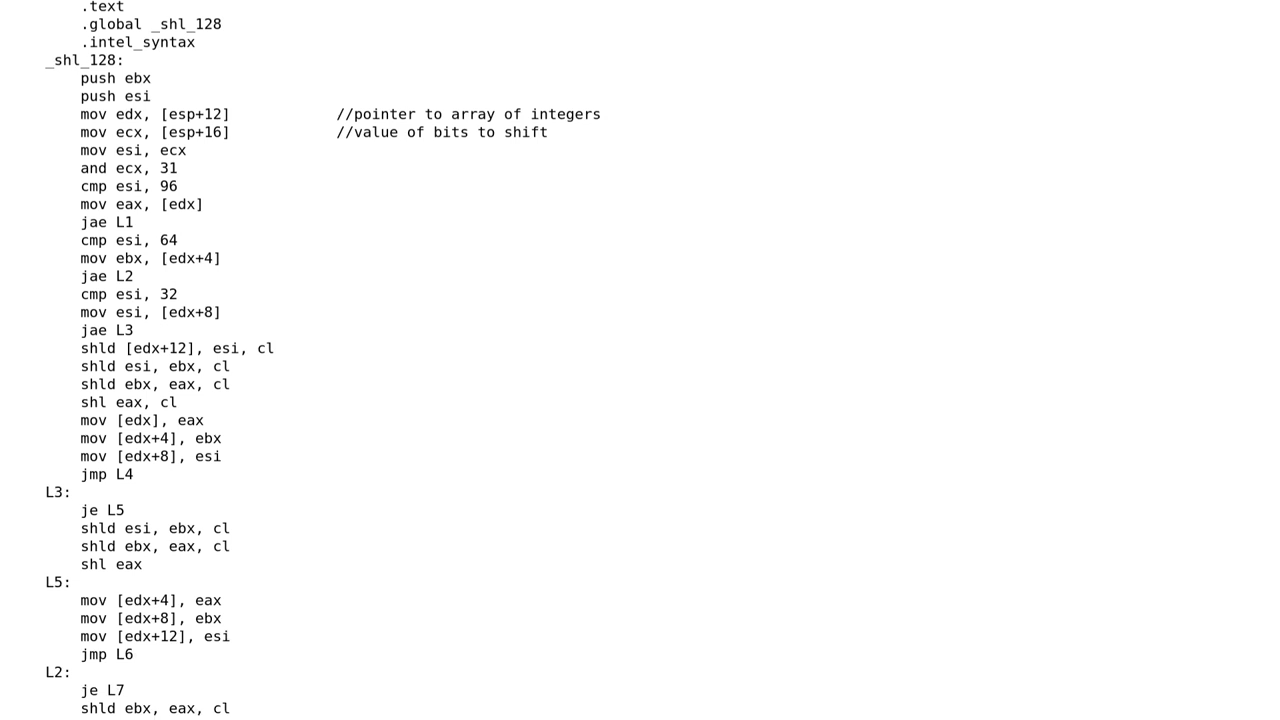 .text
.global _shl_128
.intel_syntax
_shl_128:
push ebx
push esi
mov edx, [esp+12] //pointer to array of integers
mov ecx, [esp+16] //value of bits to shift
mov esi, ecx
and ecx, 31
cmp esi, 96
mov eax, [edx]
jae L1
cmp esi, 64
mov ebx, [edx+4]
jae L2
cmp esi, 32
mov esi, [edx+8]
jae L3
shld [edx+12], esi, cl
shld esi, ebx, cl
shld ebx, eax, cl
shl eax, cl
mov [edx], eax
mov [edx+4], ebx
mov [edx+8], esi
jmp L4
L3:
je L5
shld esi, ebx, cl
shld ebx, eax, cl
shl eax
L5:
mov [edx+4], eax
mov [edx+8], ebx
mov [edx+12], esi
jmp L6
L2:
je L7
shld ebx, eax, cl